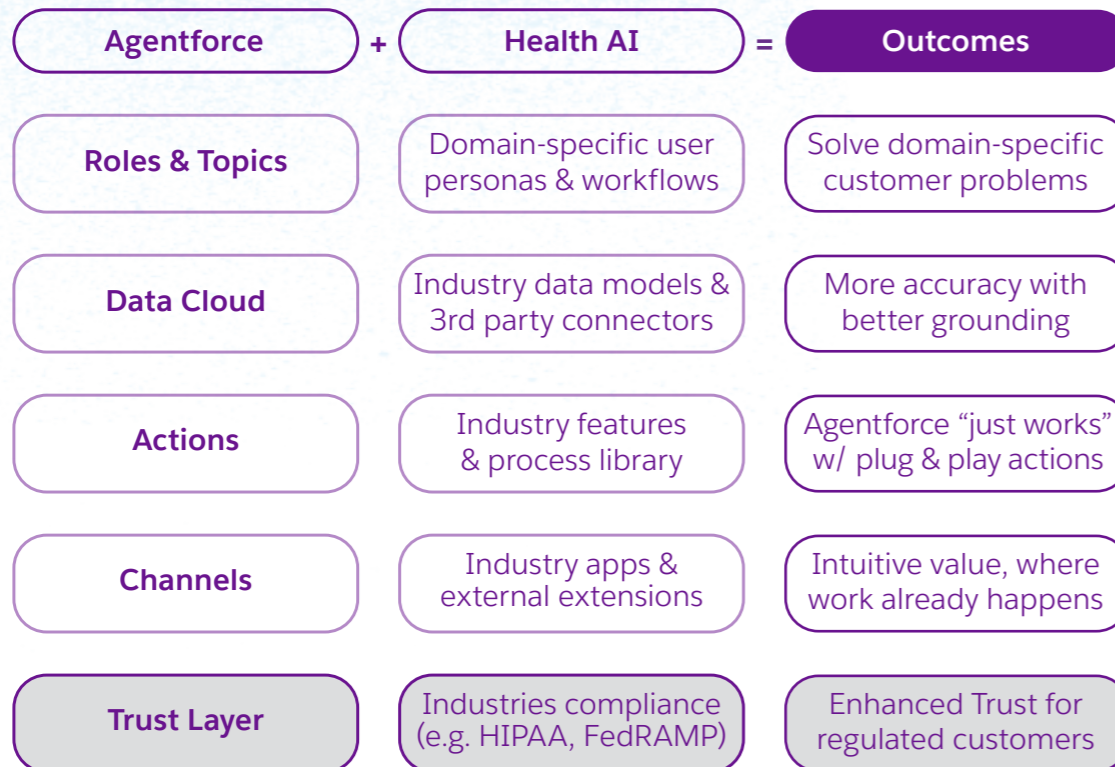 Agentforce + Health AI = Outcomes
Roles & Topics
Domain-specific user
personas & workflows
Solve domain-specific
customer problems
Data Cloud
Industry data models &
3rd party connectors
More accuracy with
better grounding
Actions
Industry features
& process library
Agentforce “just works”
w/ plug & play actions
Channels
Industry apps &
external extensions
Intuitive value, where
work already happens
Trust Layer
Industries compliance
(e.g. HIPAA, FedRAMP)
Enhanced Trust for
regulated customers